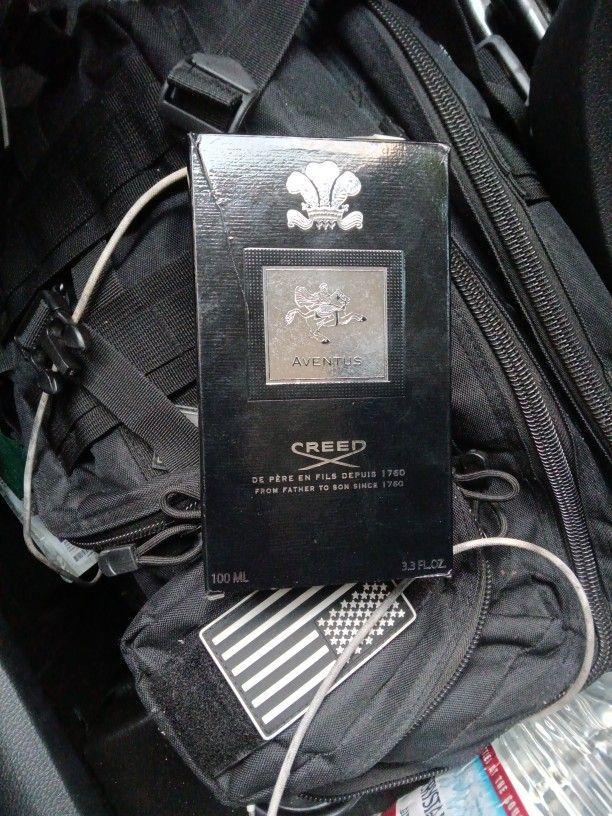 AVENTUS
CREED
DE PÈRE EN FILS DEPUIS 1760
FROM FATHER TO SON SINCE 1760
100 ML
3.3 FL.OZ.